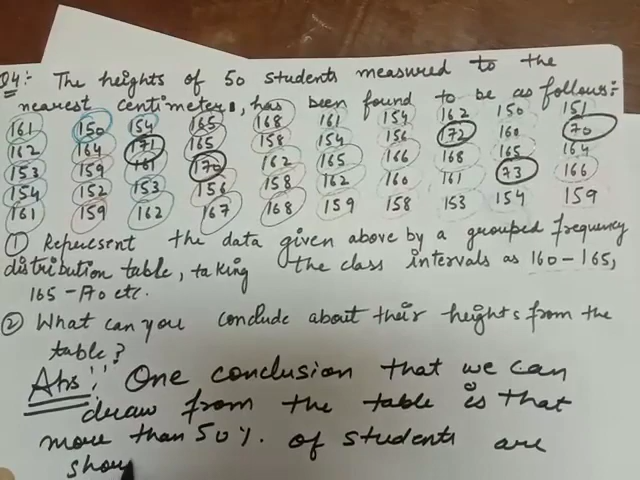 Q4:- The heights of 50 students measured to the
nearest centimeters, has been found to be as follows:-
161 150 154 165 168 161 154 162 150 151
162 164 171 165 158 154 156 172 160 170
153 159 161 170 162 165 166 168 165 164
154 152 153 156 158 162 160 161 173 166
161 159 162 167 168 159 158 153 154 159
① Represent the data given above by a grouped frequency
distribution table, taking the class intervals as 160-165,
165-170 etc.
② What can you conclude about their heights from the
table?
Ans:: One conclusion that we can
draw from the table is that
more than 50%. of students are